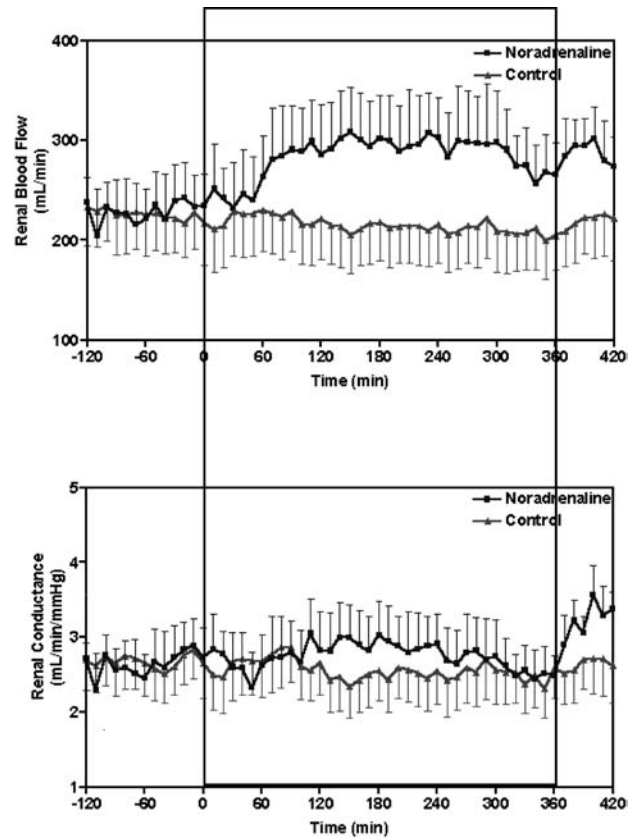 400
300
200
100
Renal Blood Flow
(mL/min)
Noradrenaline
Control
-120 -60 0 60 120 180 240 300 360 420
Time (min)
5
4
3
2
1
Renal Conductance
(mL/min/mmHg)
Noradrenaline
Control
-120 -60 0 60 120 180 240 300 360 420
Time (min)